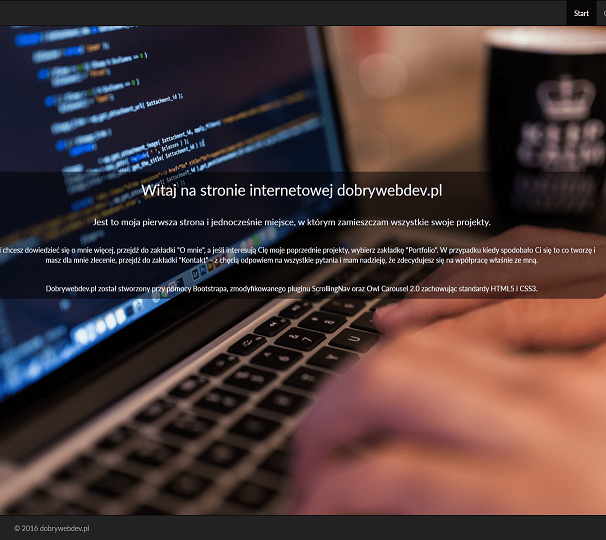 Start
Witaj na stronie internetowej dobrywebdev.pl
Jest to moja pierwsza strona i jednocześnie miejsce, w którym zamieszczam wszystkie swoje projekty.
i chcesz dowiedzieć się o mnie więcej, przejdź do zakładki "O mnie", a jeśli interesują Cię moje poprzednie projekty, wybierz zakładkę "Portfolio". W przypadku kiedy spodobało Ci się to co tworzę i
masz dla mnie zlecenie, przejdź do zakładki "Kontakt" - z chęcią odpowiem na wszystkie pytania i mam nadzieję, że zdecydujesz się na wpółpracę właśnie ze mną.
Dobrywebdev.pl został stworzony przy pomocy Bootstrapa, zmodyfikowanego pluginu ScrollingNav oraz Owl Carousel 2.0 zachowując standardy HTML5 i CSS3.
© 2016 dobrywebdev.pl